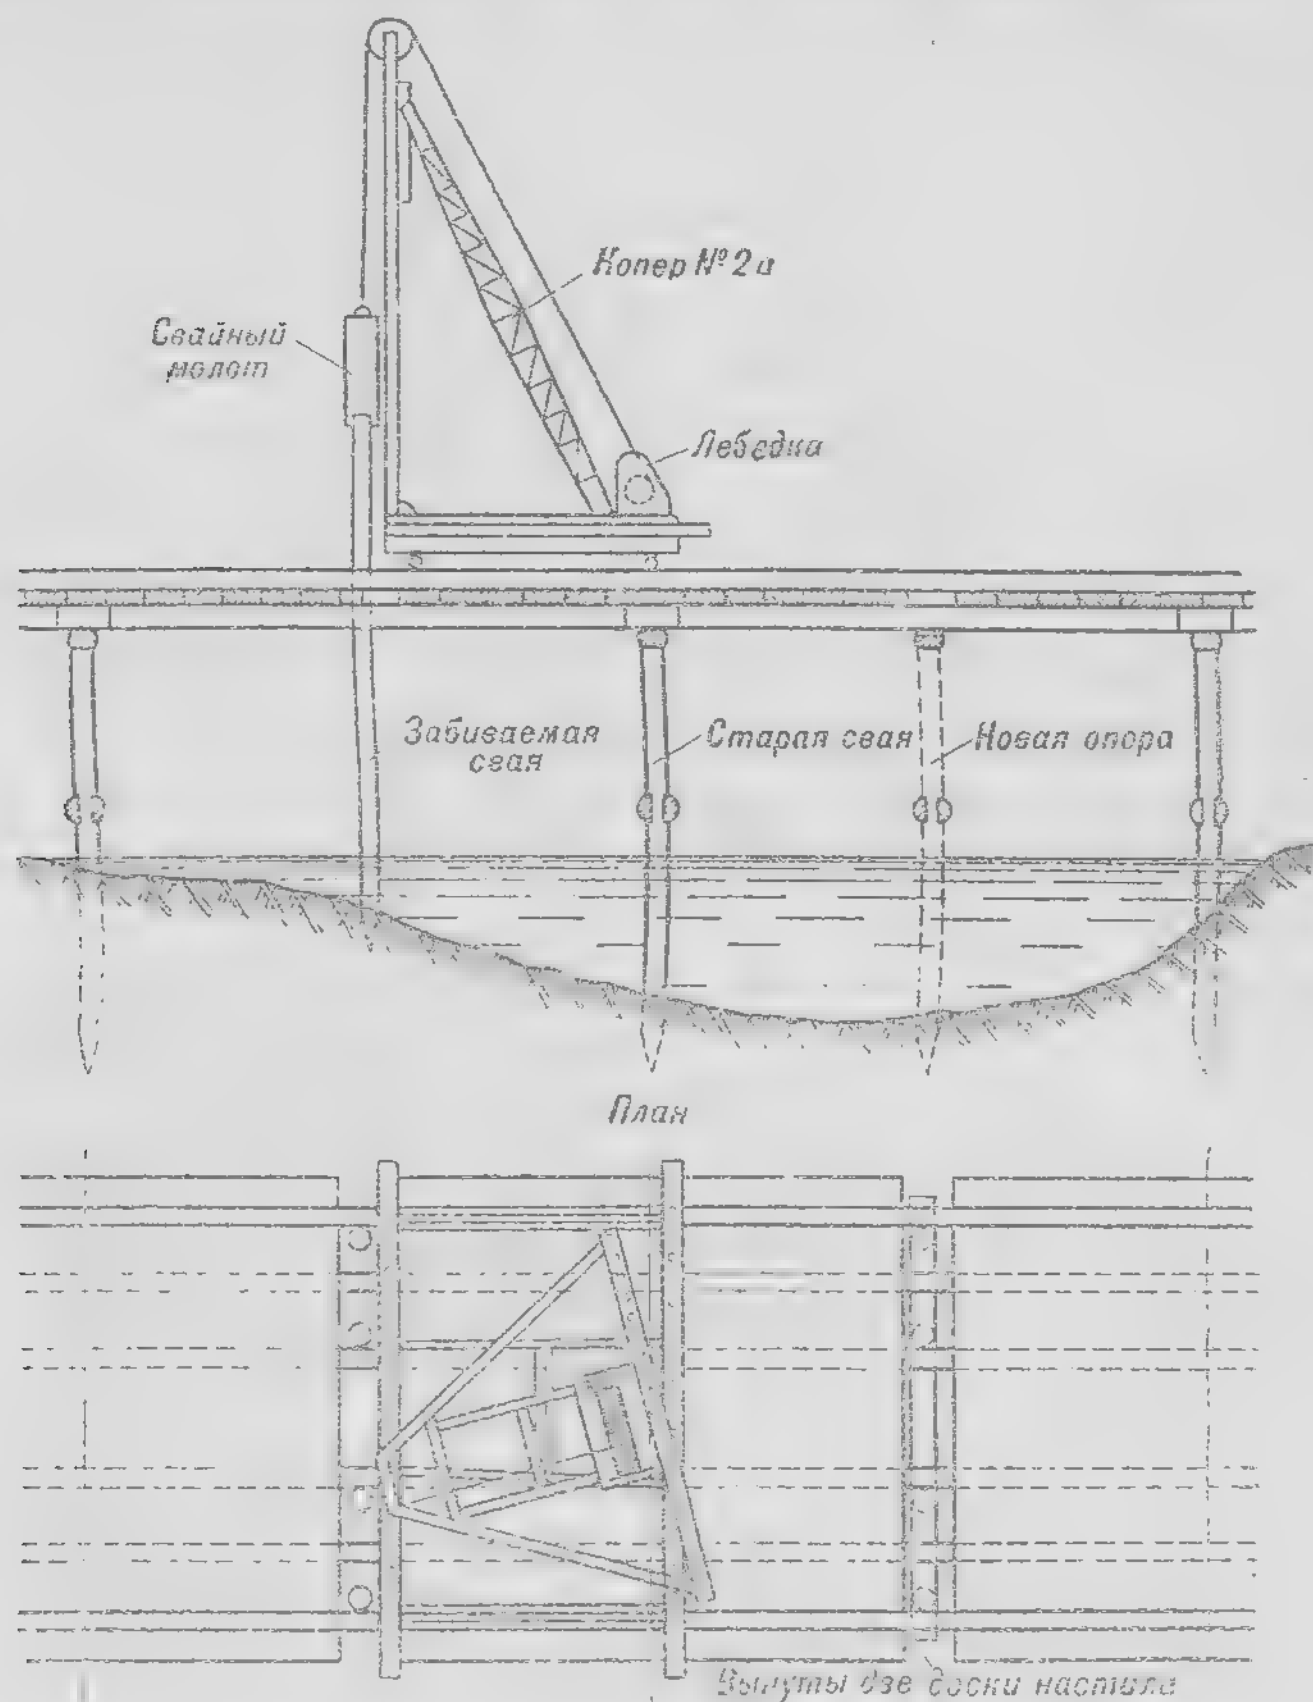 Копер № 2а
Свайный
молот
Лебедка
Забиваемая
свая
Старая свая
Новая опора
План
Вынуты две доски настила